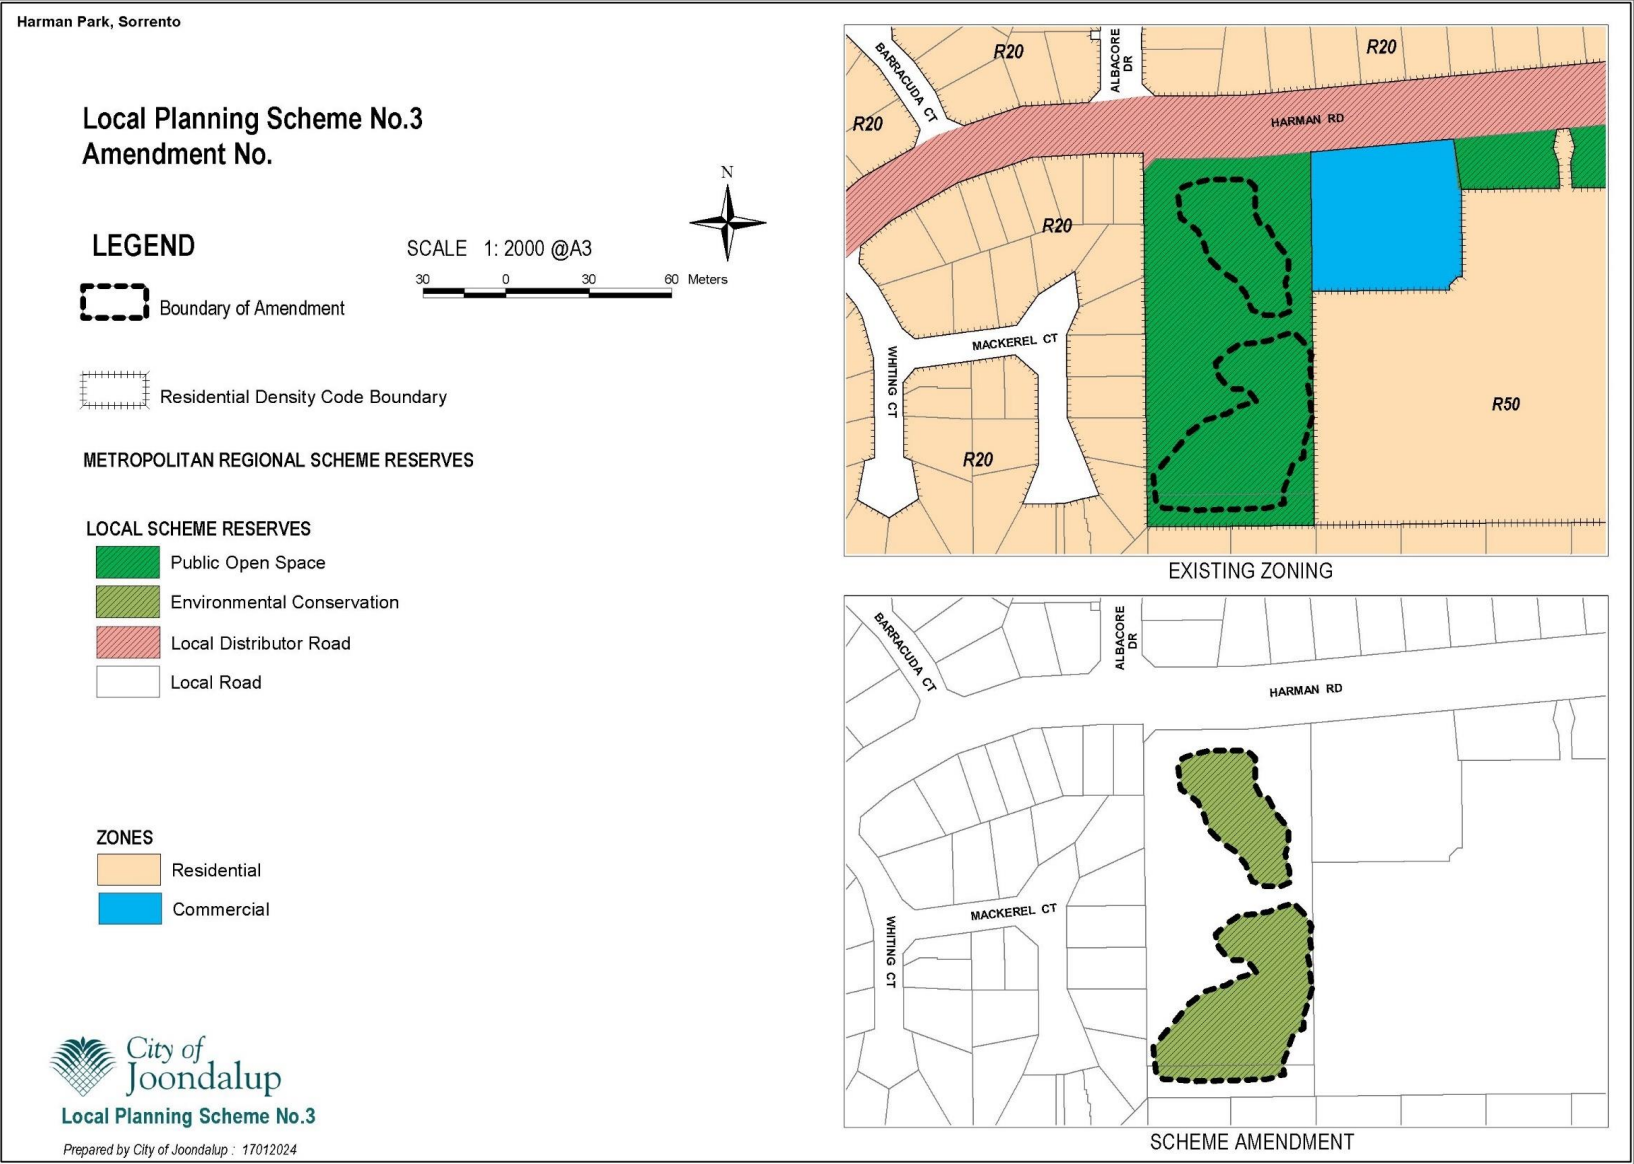 Harman Park, Sorrento
Local Planning Scheme No.3
Amendment No.
N
LEGEND
SCALE 1: 2000 @A3
30 0 30 60 Meters
Boundary of Amendment
Residential Density Code Boundary
METROPOLITAN REGIONAL SCHEME RESERVES
LOCAL SCHEME RESERVES
Public Open Space
Environmental Conservation
Local Distributor Road
Local Road
ZONES
Residential
Commercial
City of
Joondalup
Local Planning Scheme No.3
Prepared by City of Joondalup : 17012024
BARRACUDA CT
R20
ALBACORE
DR
R20
R20
HARMAN RD
R20
MACKEREL CT
WHITING CT
R50
R20
EXISTING ZONING
BARRACUDA CT
ALBACORE
DR
HARMAN RD
MACKEREL CT
WHITING CT
SCHEME AMENDMENT